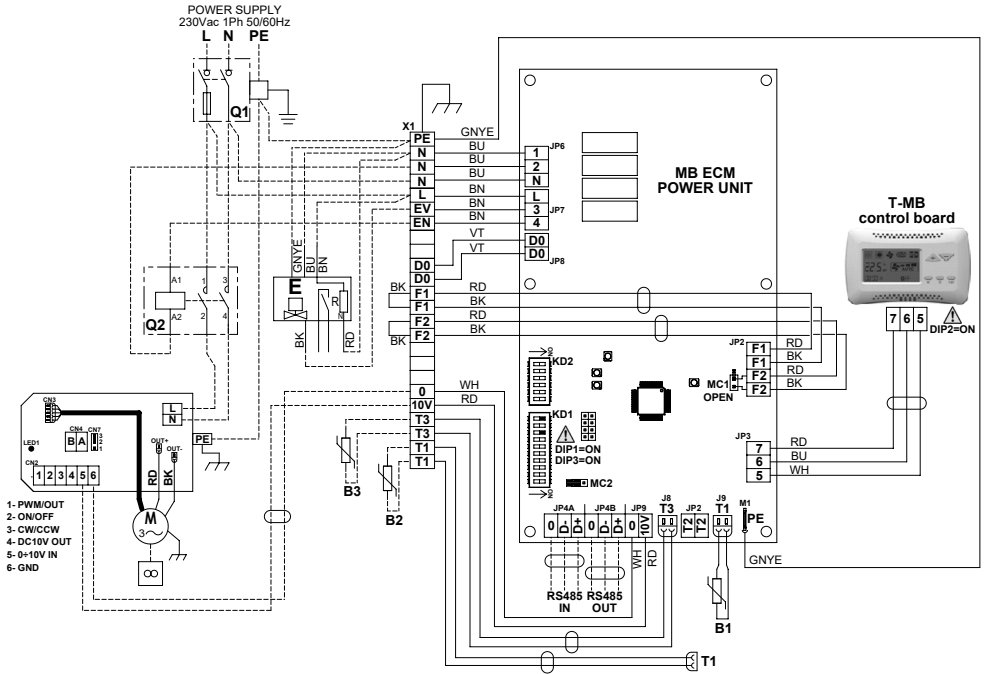 POWER SUPPLY
230Vac 1Ph 50/60Hz
L N PE
Q1
X1
PE
N
N
N
L
EV
EN
D0
D0
F1
F1
F2
F2
0
10V
T3
T3
T1
T1
GNYE
BU
BU
BU
BN
BN
BN
VT
VT
BK
BK
RD
BK
RD
BK
WH
RD
JP6
1
2
N
L
3
4
JP7
D0
D0
JP8
MB ECM
POWER UNIT
T-MB
control board
22.5
7 6 5
DIP2=ON
A1
A2
1 3
2 4
Q2
GNYE
BU
BN
E
R
N
BK
RD
CN3
LED1
CN4 CN7
B A
3
2
1
CN2
1 2 3 4 5 6
OUT+
OUT-
L
N
PE
RD
BK
M
3~
1- PWM/OUT
2- ON/OFF
3- CW/CCW
4- DC10V OUT
5- 0÷10V IN
6- GND
B3
B2
ON
KD2
KD1
DIP1=ON
DIP3=ON
ON
MC2
MC1
OPEN
JP2
F1
F1
F2
F2
RD
BK
RD
BK
JP3
7
6
5
RD
BU
WH
JP4A JP4B JP9
0 D- D+ 0 D- D+ 0 10V
J8
T3
JP2
T2 T2
J9
T1
M1
PE
GNYE
WH
RD
RS485
IN
RS485
OUT
B1
T1